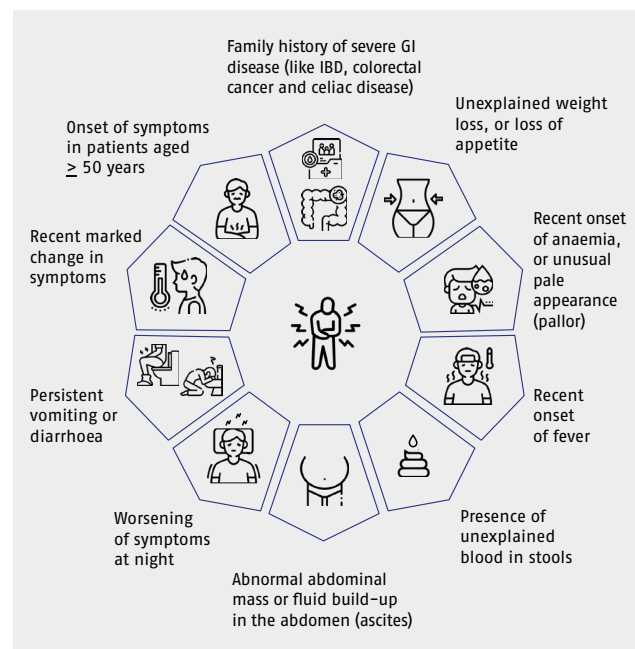 Family history of severe GI
disease (like IBD, colorectal
cancer and celiac disease)
Unexplained weight
loss, or loss of
appetite
Onset of symptoms
in patients aged
≥ 50 years
Recent onset
of anaemia,
or unusual
pale
appearance
(pallor)
Recent marked
change in
symptoms
Persistent
vomiting or
diarrhoea
Recent
onset
of fever
Worsening
of symptoms
at night
Presence of
unexplained
blood in stools
Abnormal abdominal
mass or fluid build-up
in the abdomen (ascites)